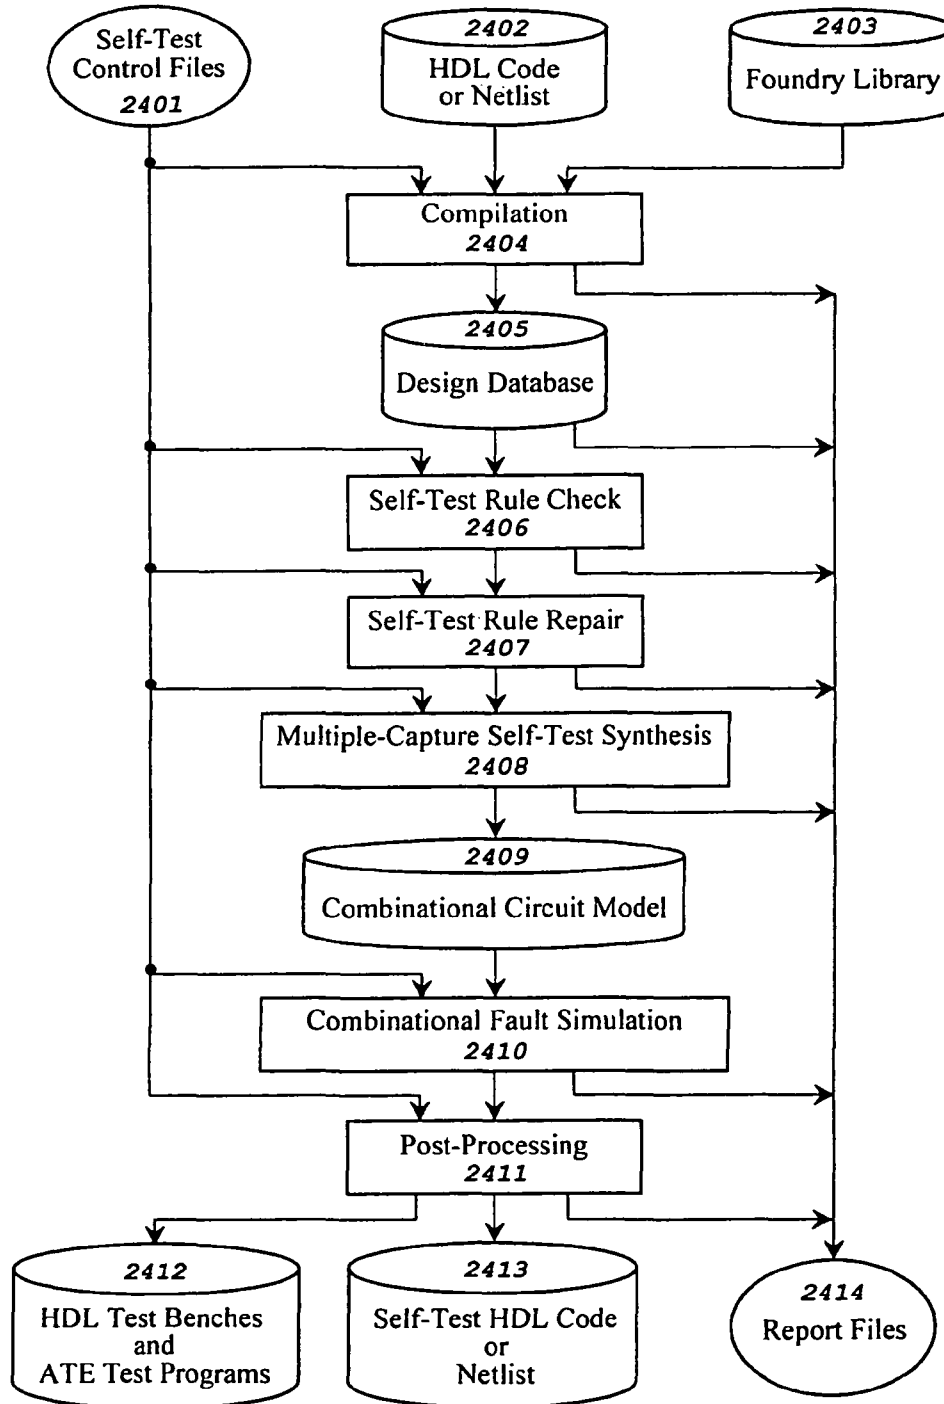 Self-Test
Control Files
2401
2402
HDL Code
or Netlist
2403
Foundry Library
Compilation
2404
2405
Design Database
Self-Test Rule Check
2406
Self-Test Rule Repair
2407
Multiple-Capture Self-Test Synthesis
2408
2409
Combinational Circuit Model
Combinational Fault Simulation
2410
Post-Processing
2411
2412
HDL Test Benches
and
ATE Test Programs
2413
Self-Test HDL Code
or
Netlist
2414
Report Files